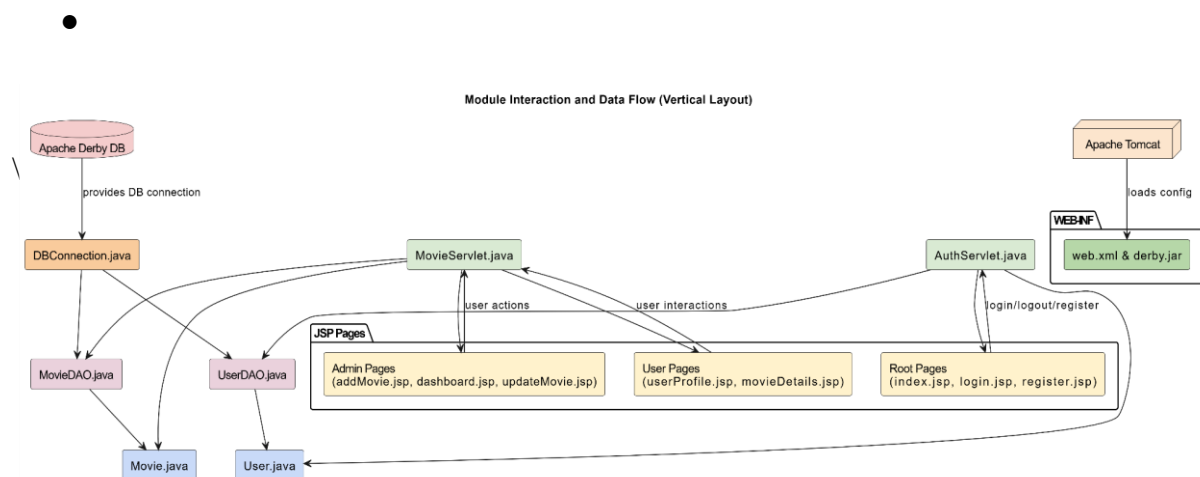 Module Interaction and Data Flow (Vertical Layout)
Apache Derby DB
Apache Tomcat
provides DB connection
loads config
WEB-INF
DBConnection.java
MovieServlet.java
AuthServlet.java
web.xml & derby.jar
user actions
user interactions
login/logout/register
JSP Pages
MovieDAO.java
UserDAO.java
Admin Pages
(addMovie.jsp, dashboard.jsp, updateMovie.jsp)
User Pages
(userProfile.jsp, movieDetails.jsp)
Root Pages
(index.jsp, login.jsp, register.jsp)
Movie.java
User.java